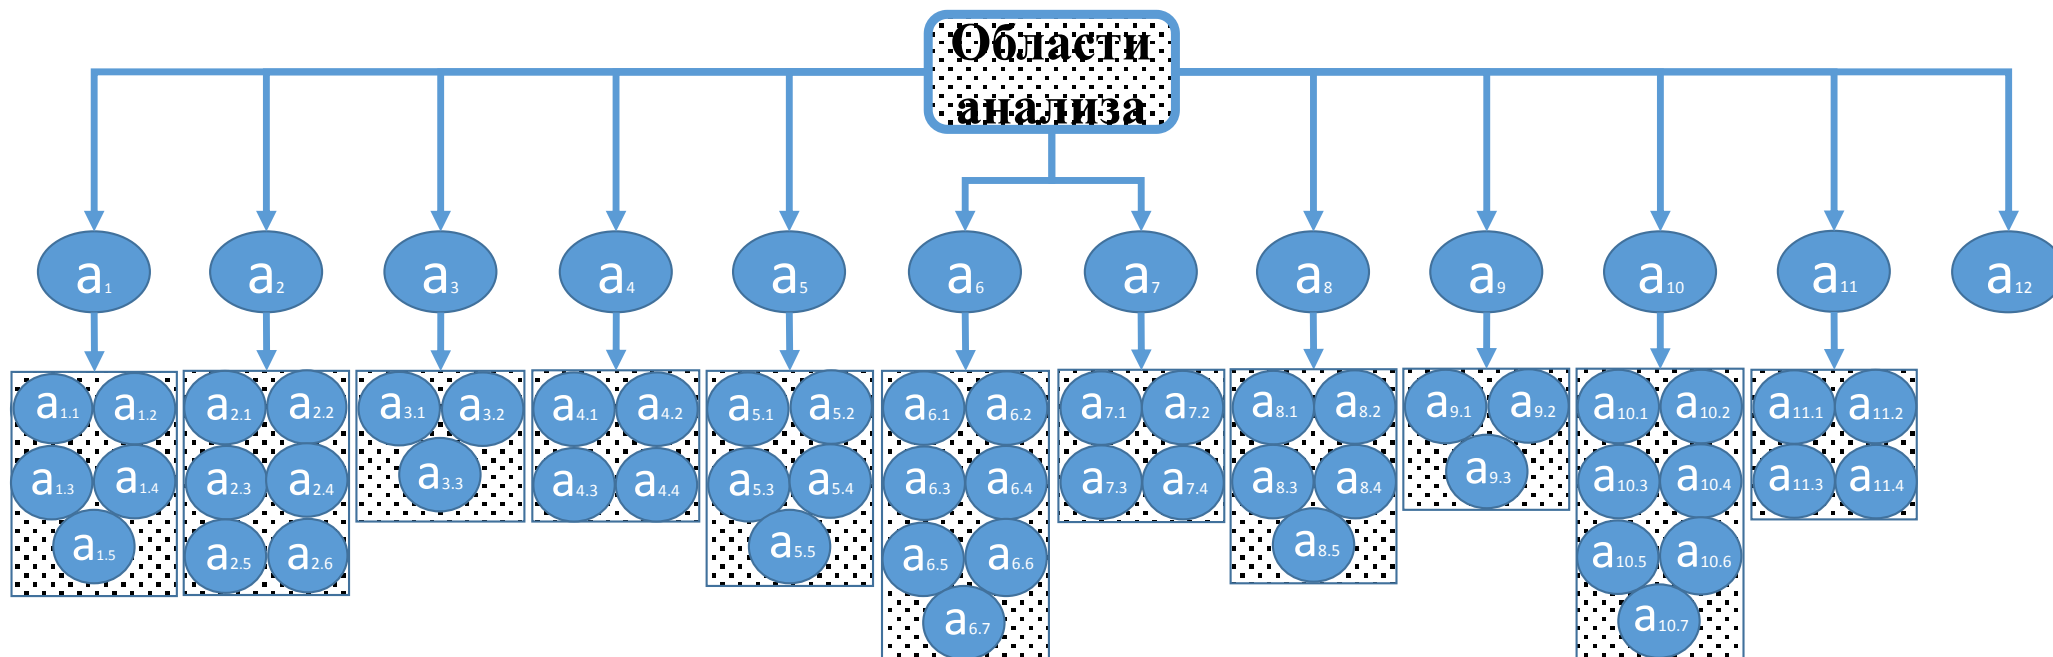 Области
анализа
a1 a2 a3 a4 a5 a6 a7 a8 a9 a10 a11 a12
a1.1 a1.2 a2.1 a2.2 a3.1 a3.2 a4.1 a4.2 a5.1 a5.2 a6.1 a6.2 a7.1 a7.2 a8.1 a8.2 a9.1 a9.2 a10.1 a10.2 a11.1 a11.2
a1.3 a1.4 a2.3 a2.4 a3.3 a4.3 a4.4 a5.3 a5.4 a6.3 a6.4 a7.3 a7.4 a8.3 a8.4 a9.3 a10.3 a10.4 a11.3 a11.4
a1.5 a2.5 a2.6 a5.5 a6.5 a6.6 a8.5 a10.5 a10.6
a6.7 a10.7